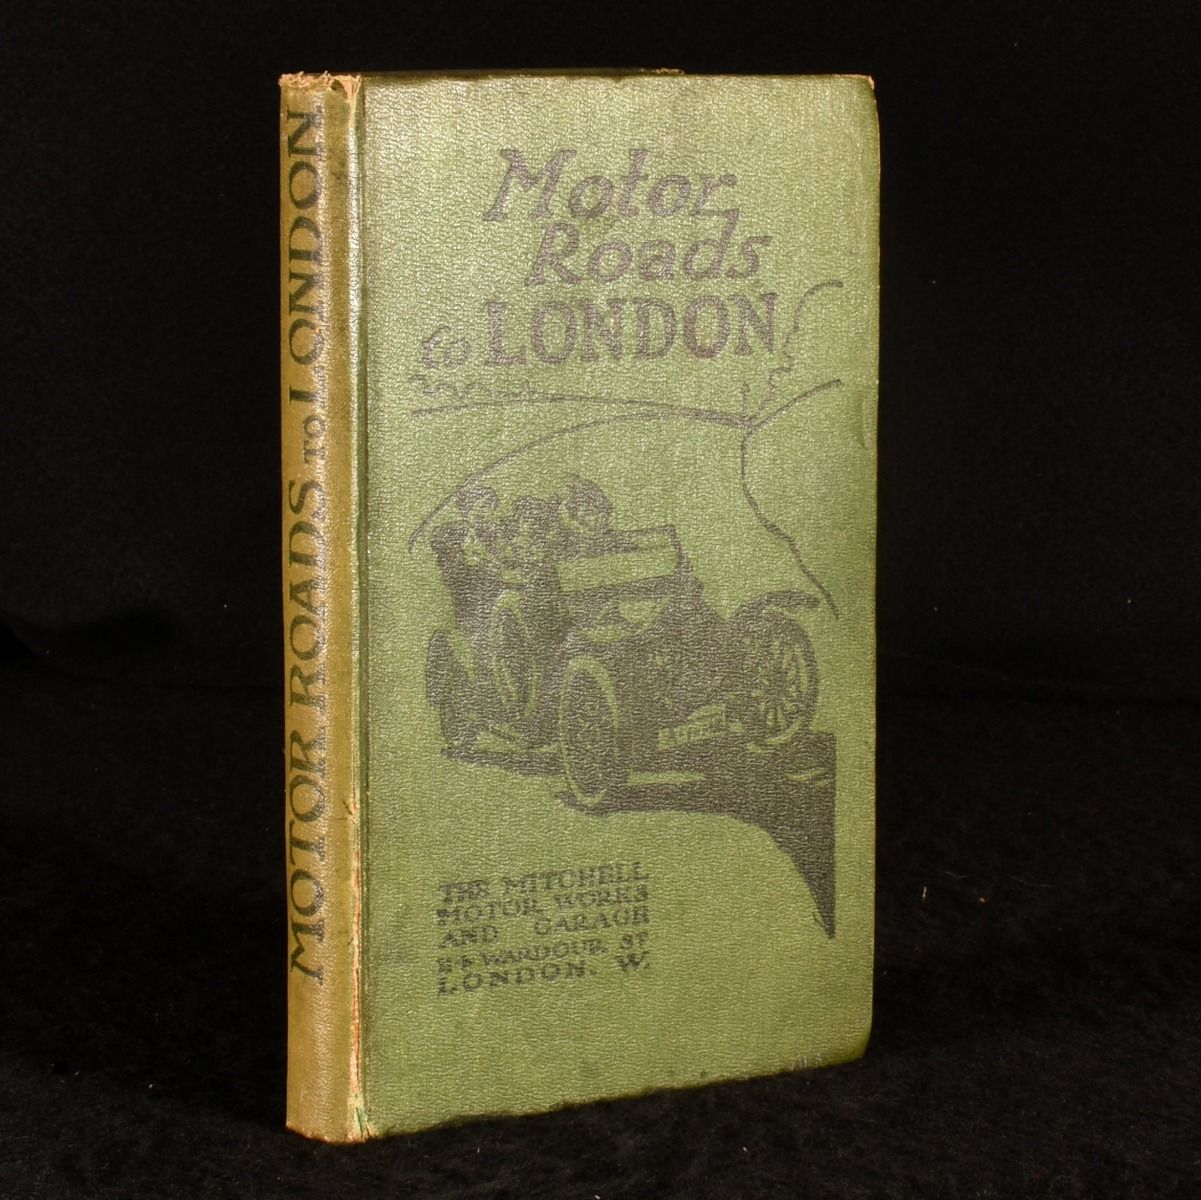 MOTOR ROADS TO LONDON
Motor
Roads
to LONDON
THE MITCHELL
MOTOR WORKS
AND GARAGE
WARDOUR ST
LONDON. W.